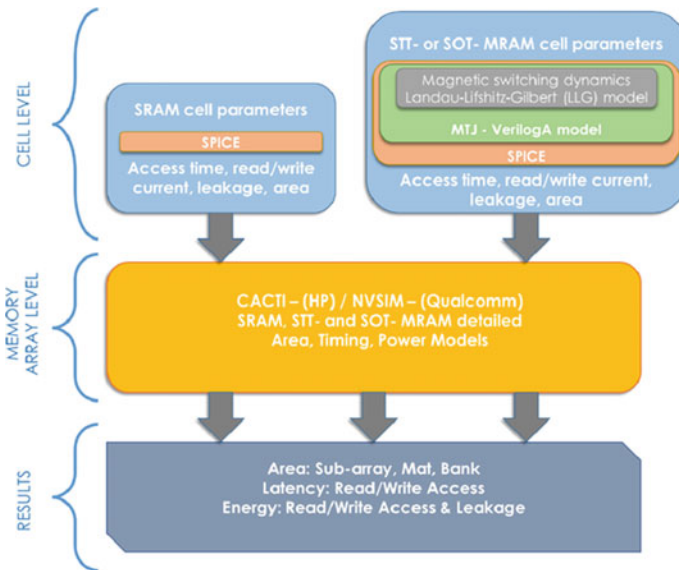 CELL LEVEL
SRAM cell parameters
SPICE
Access time, read/write
current, leakage, area
STT- or SOT- MRAM cell parameters
Magnetic switching dynamics
Landau-Lifshitz-Gilbert (LLG) model
MTJ - VerilogA model
SPICE
Access time, read/write current,
leakage, area
MEMORY
ARRAY LEVEL
CACTI – (HP) / NVSIM – (Qualcomm)
SRAM, STT- and SOT- MRAM detailed
Area, Timing, Power Models
RESULTS
Area: Sub-array, Mat, Bank
Latency: Read/Write Access
Energy: Read/Write Access & Leakage